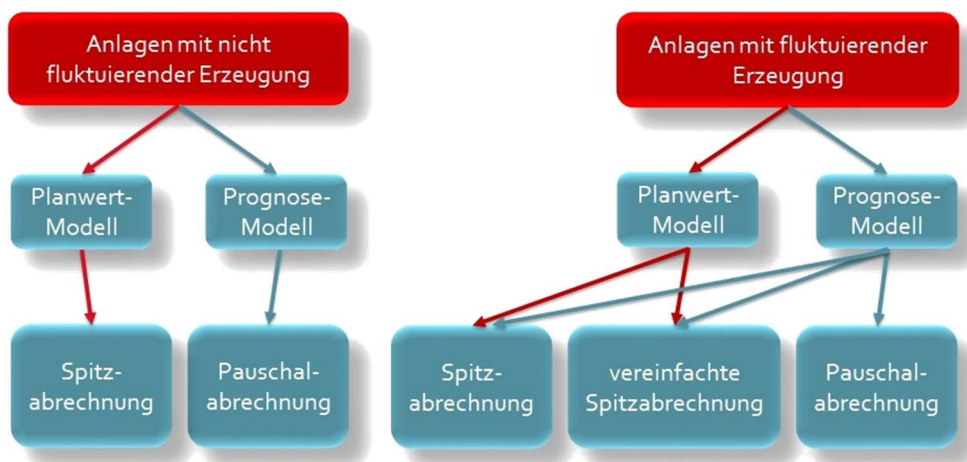 Anlagen mit nicht
fluktuierender Erzeugung
Anlagen mit fluktuierender
Erzeugung
Planwert-
Modell
Prognose-
Modell
Planwert-
Modell
Prognose-
Modell
Spitz-
abrechnung
Pauschal-
abrechnung
Spitz-
abrechnung
vereinfachte
Spitzabrechnung
Pauschal-
abrechnung